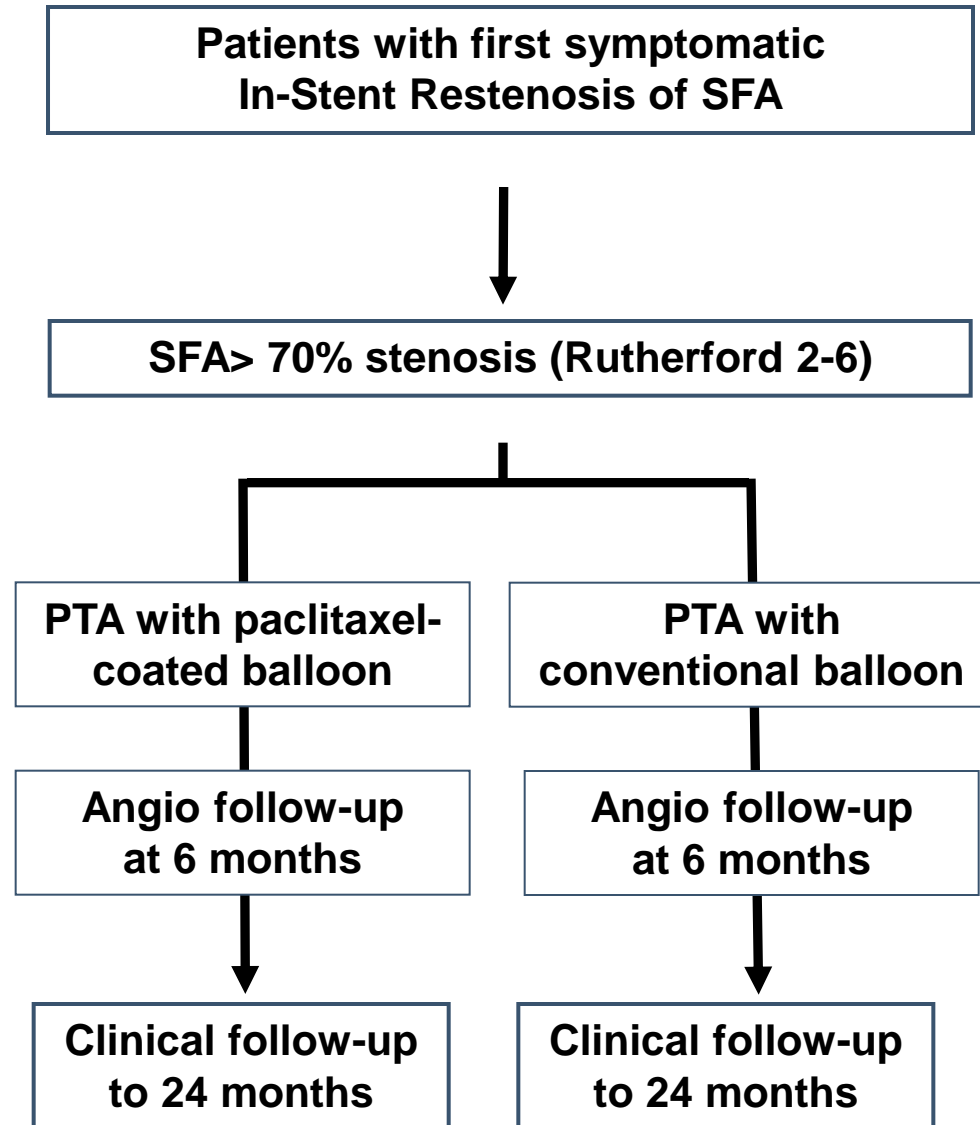 Patients with first symptomatic
In-Stent Restenosis of SFA
SFA> 70% stenosis (Rutherford 2-6)
PTA with paclitaxel-
coated balloon
PTA with
conventional balloon
Angio follow-up
at 6 months
Angio follow-up
at 6 months
Clinical follow-up
to 24 months
Clinical follow-up
to 24 months